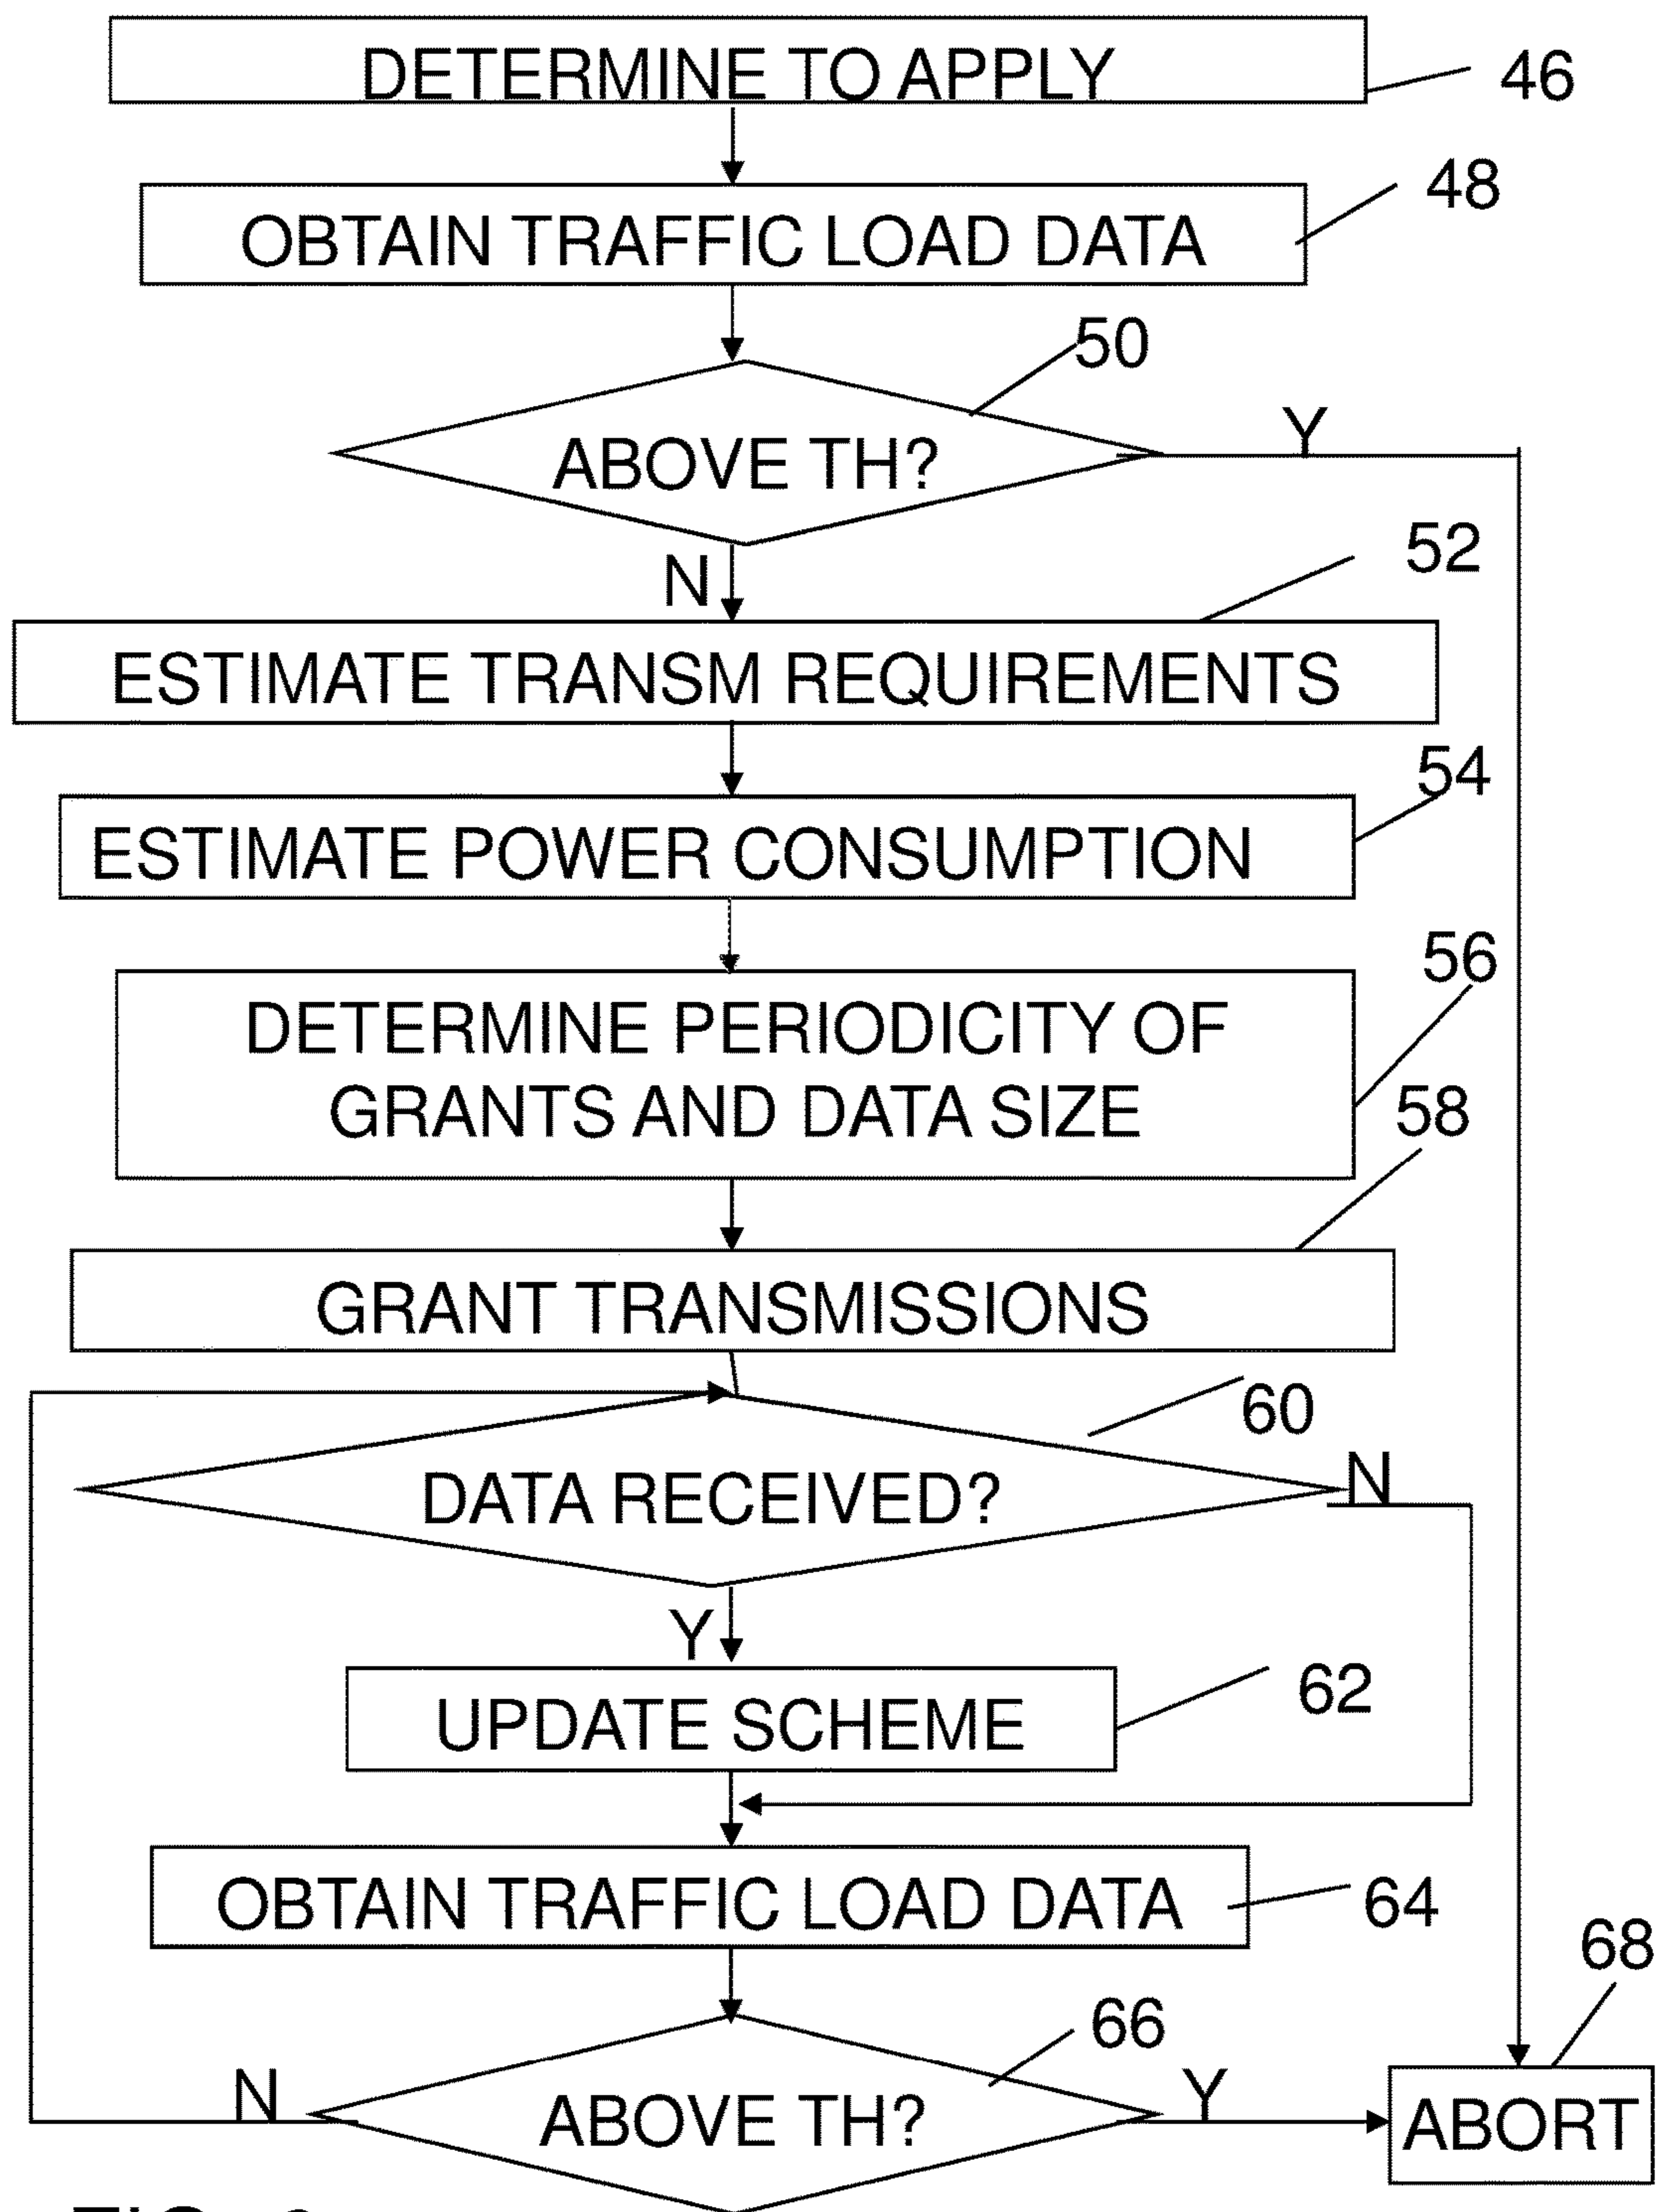 DETERMINE TO APPLY
46
48
OBTAIN TRAFFIC LOAD DATA
50
ABOVE TH?
Y
N
52
ESTIMATE TRANSM REQUIREMENTS
54
ESTIMATE POWER CONSUMPTION
56
DETERMINE PERIODICITY OF
GRANTS AND DATA SIZE
58
GRANT TRANSMISSIONS
60
DATA RECEIVED?
N
Y
62
UPDATE SCHEME
OBTAIN TRAFFIC LOAD DATA
64
68
66
N
ABOVE TH?
Y
ABORT